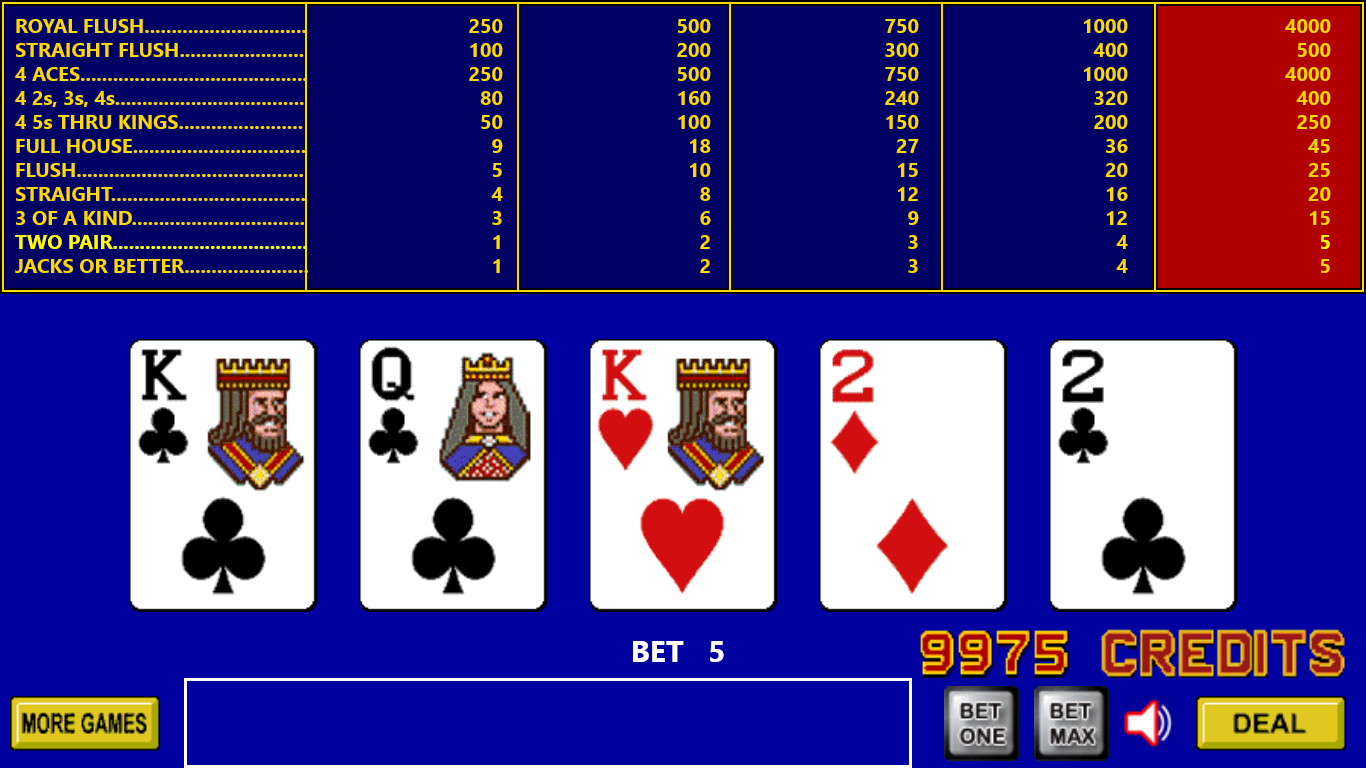 ROYAL FLUSH.............................. 250 500 750 1000 4000
STRAIGHT FLUSH....................... 100 200 300 400 500
4 ACES.......................................... 250 500 750 1000 4000
4 2s, 3s, 4s................................... 80 160 240 320 400
4 5s THRU KINGS....................... 50 100 150 200 250
FULL HOUSE................................ 9 18 27 36 45
FLUSH........................................... 5 10 15 20 25
STRAIGHT.................................... 4 8 12 16 20
3 OF A KIND................................ 3 6 9 12 15
TWO PAIR.................................... 1 2 3 4 5
JACKS OR BETTER....................... 1 2 3 4 5
K Q K 2 2
BET 5
9975 CREDITS
MORE GAMES
BET ONE
BET MAX
DEAL